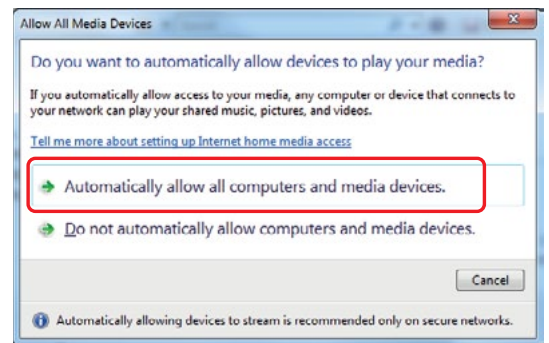 Allow All Media Devices
Do you want to automatically allow devices to play your media?
If you automatically allow access to your media, any computer or device that connects to
your network can play your shared music, pictures, and videos.
Tell me more about setting up Internet home media access
Automatically allow all computers and media devices.
Do not automatically allow computers and media devices.
Cancel
Automatically allowing devices to stream is recommended only on secure networks.